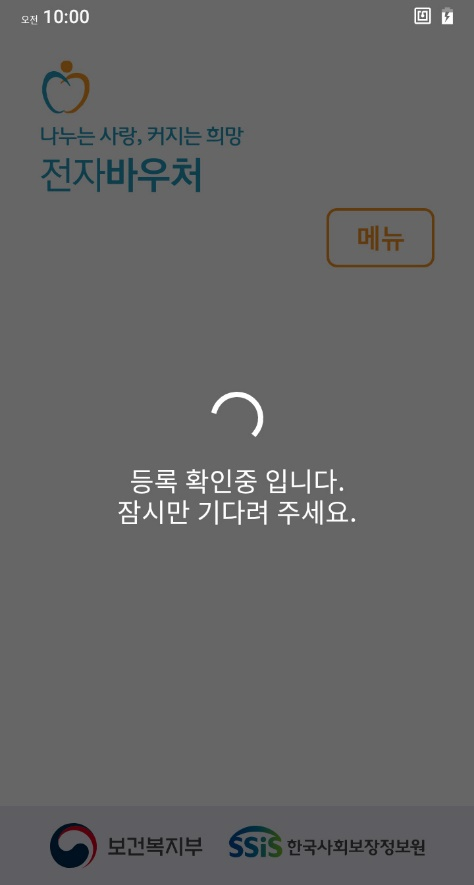 오전 10:00
나누는 사랑, 커지는 희망
전자바우처
메뉴
등록 확인중 입니다.
잠시만 기다려 주세요.
보건복지부 SSiS 한국사회보장정보원